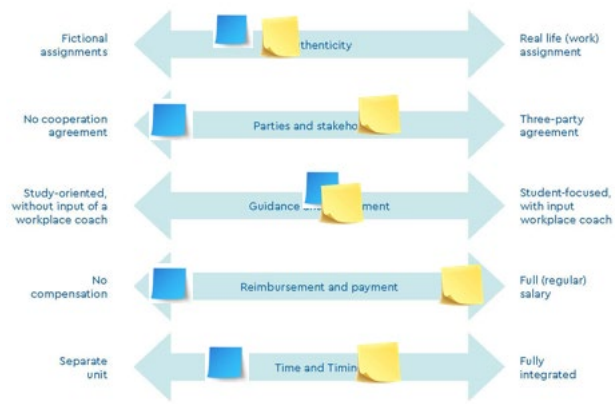 Fictional
assignments
thenticity
Real life (work)
assignment
No cooperation
agreement
Parties and stakeho
Three-party
agreement
Study-oriented,
without input of a
workplace coach
Guidance ment
Student-focused,
with input
workplace coach
No
compensation
Reimbursement and payment
Full (regular)
salary
Separate
unit
Time and Timin
Fully
integrated